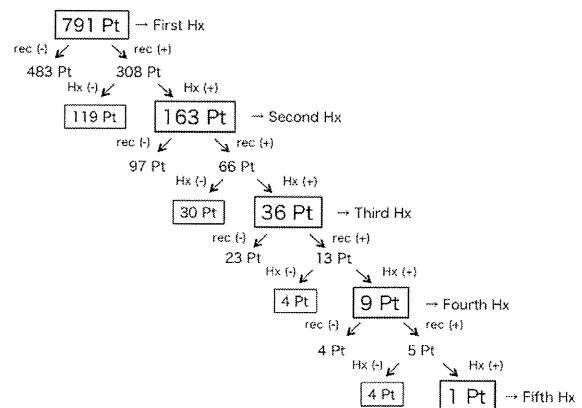 791 Pt → First Hx
rec (-) rec (+)
483 Pt 308 Pt
Hx (-) Hx (+)
119 Pt 163 Pt → Second Hx
rec (-) rec (+)
97 Pt 66 Pt
Hx (-) Hx (+)
30 Pt 36 Pt → Third Hx
rec (-) rec (+)
23 Pt 13 Pt
Hx (-) Hx (+)
4 Pt 9 Pt → Fourth Hx
rec (-) rec (+)
4 Pt 5 Pt
Hx (-) Hx (+)
4 Pt 1 Pt → Fifth Hx